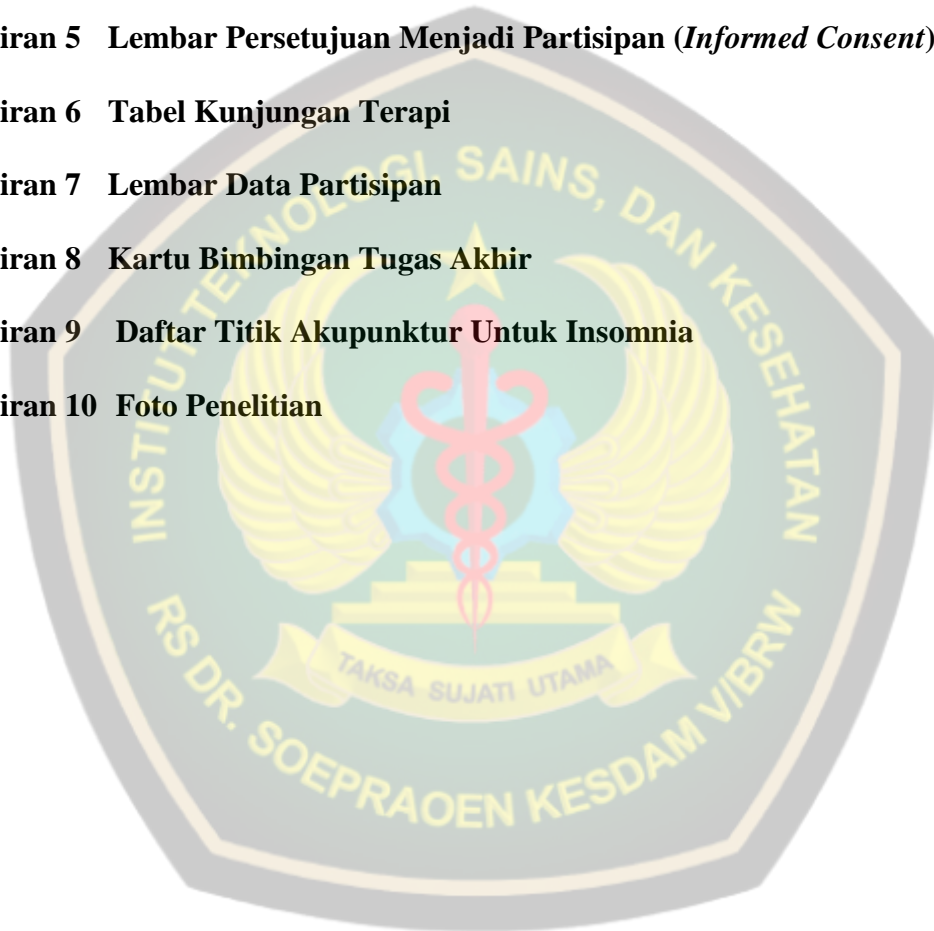 iran 5 Lembar Persetujuan Menjadi Partisipan (Informed Consent)
iran 6 Tabel Kunjungan Terapi
iran 7 Lembar Data Partisipan
iran 8 Kartu Bimbingan Tugas Akhir
iran 9 Daftar Titik Akupunktur Untuk Insomnia
iran 10 Foto Penelitian
INSTITUT TEKNOLOGI, SAINS, DAN KESEHATAN
TAKSA SUJATI UTAMA
RS DR. SOEPRAOEN KESDAM V/BRW